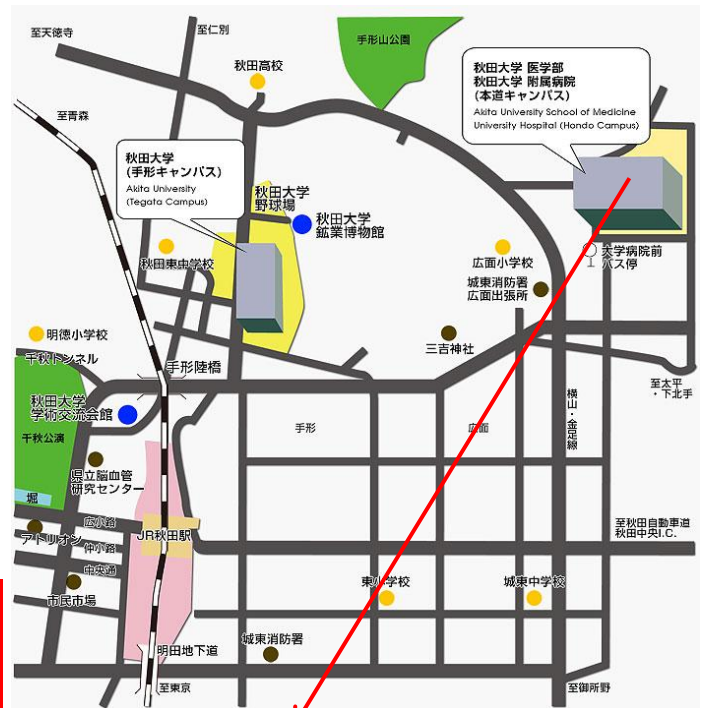 至天徳寺
至仁別
手形山公園
秋田高校
秋田大学 医学部
秋田大学 附属病院
(本道キャンパス)
Akita University School of Medicine
University Hospital (Hondo Campus)
至青森
秋田大学
(手形キャンパス)
Akita University
(Tegata Campus)
秋田大学
野球場
秋田大学
鉱業博物館
秋田東中学校
広面小学校
大学病院前
バス停
城東消防署
広面出張所
明徳小学校
三吉神社
千秋トンネル
手形陸橋
至太平
・下北手
秋田大学
学術交流会館
横山・金足線
手形
広面
千秋公演
県立脳血管
研究センター
堀
広小路
アトリオン
JR秋田駅
仲小路
中央通
至秋田自動車道
秋田中央I.C.
市民市場
東小学校
城東中学校
明田地下道
城東消防署
至東京
至御所野